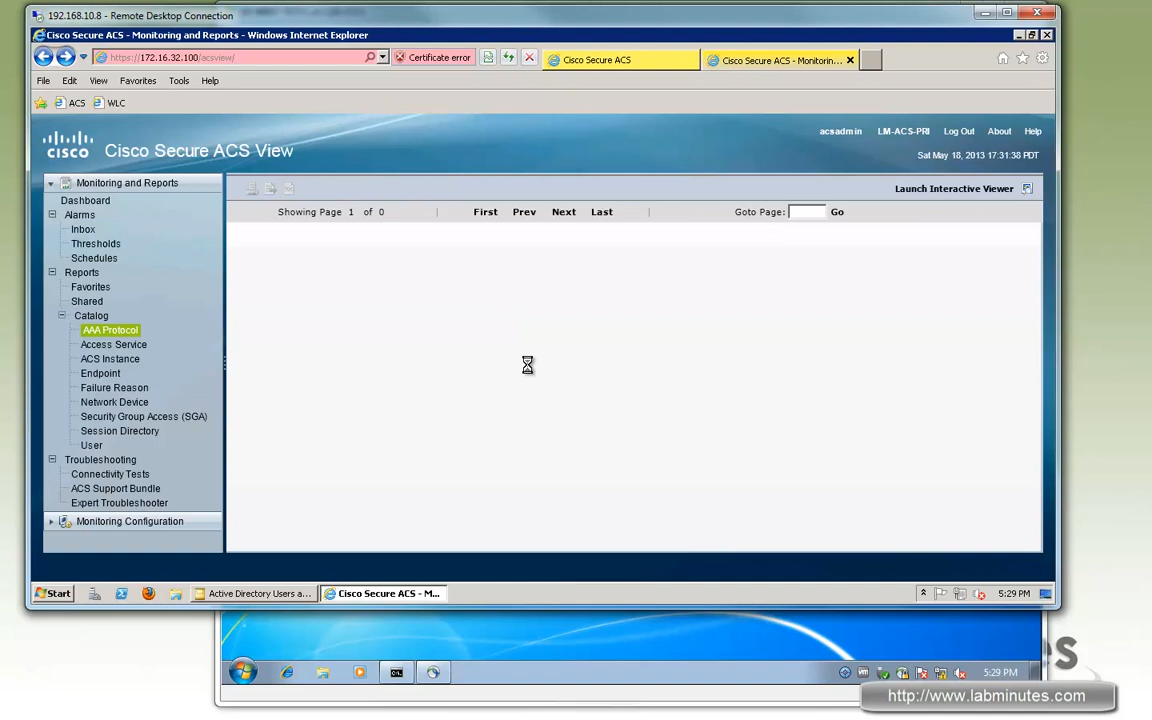 192.168.10.8 - Remote Desktop Connection
Cisco Secure ACS - Monitoring and Reports - Windows Internet Explorer
https://172.16.32.100/acsview/
Certificate error
Cisco Secure ACS
Cisco Secure ACS - Monitorin...
File Edit View Favorites Tools Help
ACS WLC
CISCO
Cisco Secure ACS View
acsadmin LM-ACS-PRI Log Out About Help
Sat May 18, 2013 17:31:38 PDT
Monitoring and Reports
Dashboard
Alarms
Inbox
Thresholds
Schedules
Reports
Favorites
Shared
Catalog
AAA Protocol
Access Service
ACS Instance
Endpoint
Failure Reason
Network Device
Security Group Access (SGA)
Session Directory
User
Troubleshooting
Connectivity Tests
ACS Support Bundle
Expert Troubleshooter
Monitoring Configuration
Launch Interactive Viewer
Showing Page 1 of 0 | First Prev Next Last | Goto Page: Go
Start
Active Directory Users a...
Cisco Secure ACS - M...
5:29 PM
5:29 PM
es
http://www.labminutes.com